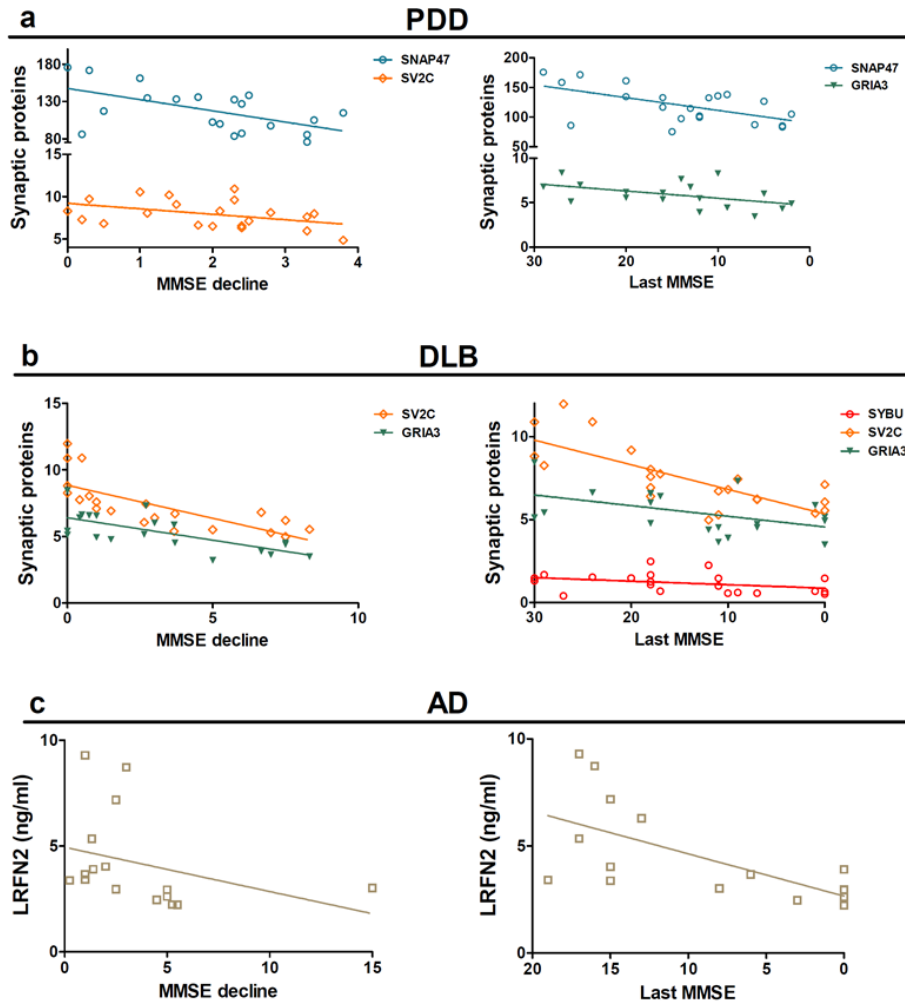 a
PDD
SNAP47
SV2C
Synaptic proteins
180
130
80
15
10
5
0 1 2 3 4
MMSE decline
SNAP47
GRIA3
Synaptic proteins
200
150
100
50
10
5
0
30 20 10 0
Last MMSE
b
DLB
SV2C
GRIA3
Synaptic proteins
15
10
5
0
0 5 10
MMSE decline
SYBU
SV2C
GRIA3
Synaptic proteins
10
5
0
30 20 10 0
Last MMSE
c
AD
LRFN2 (ng/ml)
10
5
0
0 5 10 15
MMSE decline
LRFN2 (ng/ml)
10
5
0
20 15 10 5 0
Last MMSE